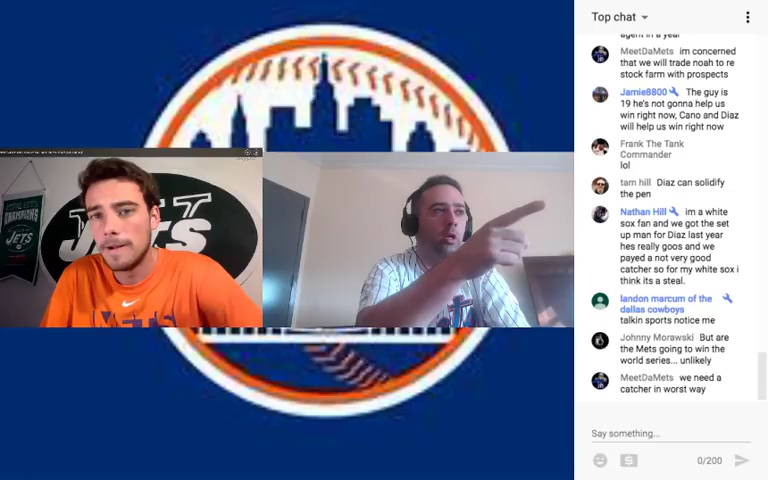 Top chat
agent in a year
MeetDaMets im concerned
that we will trade noah to re
stock farm with prospects
Jamie8800 The guy is
19 he's not gonna help us
win right now, Cano and Diaz
will help us win right now
Frank The Tank
Commander
lol
tam hill Diaz can solidify
the pen
Nathan Hill im a white
sox fan and we got the set
up man for Diaz last year
hes really goos and we
payed a not very good
catcher so for my white sox i
think its a steal.
landon marcum of the
dallas cowboys
talkin sports notice me
Johnny Morawski But are
the Mets going to win the
world series... unlikely
MeetDaMets we need a
catcher in worst way
Say something...
0/200
CHAMPIONS
JETS
JETS
METS